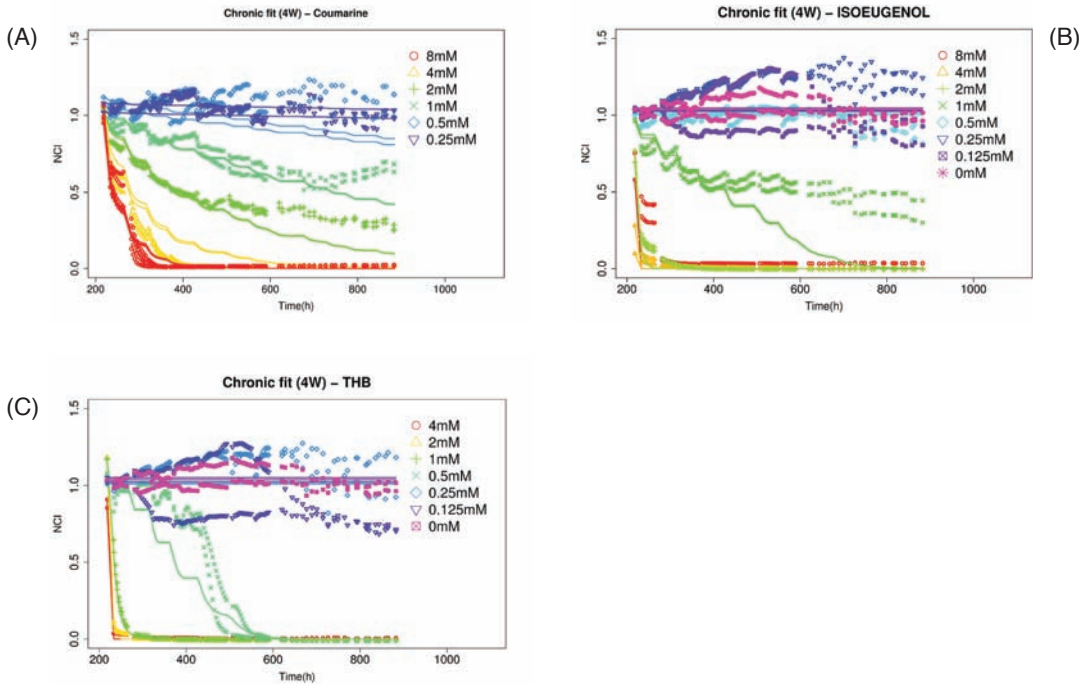 (A)
Chronic fit (4W) – Coumarine
NCI
1.5
1.0
0.5
0.0
200
400
600
800
1000
Time(h)
8mM
4mM
2mM
1mM
0.5mM
0.25mM
(B)
Chronic fit (4W) – ISOEUGENOL
NCI
1.5
1.0
0.5
0.0
200
400
600
800
1000
Time(h)
8mM
4mM
2mM
1mM
0.5mM
0.25mM
0.125mM
0mM
(C)
Chronic fit (4W) – THB
NCI
1.5
1.0
0.5
0.0
200
400
600
800
1000
Time(h)
4mM
2mM
1mM
0.5mM
0.25mM
0.125mM
0mM